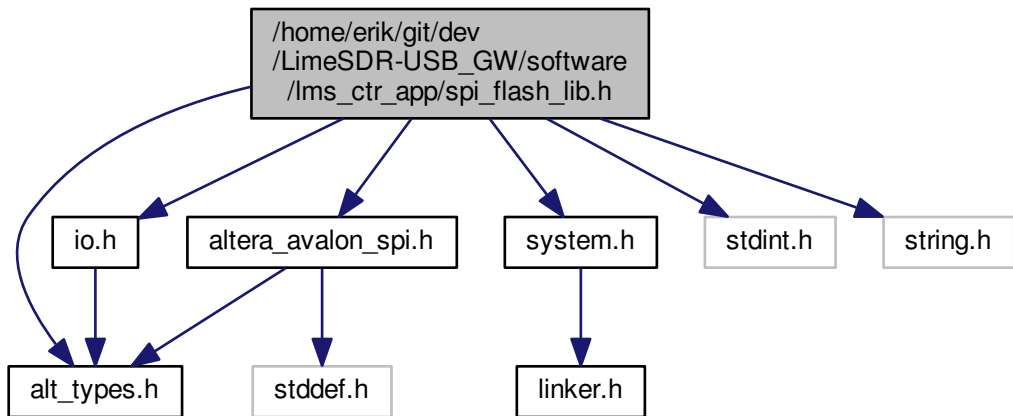 /home/erik/git/dev
/LimeSDR-USB_GW/software
/lms_ctr_app/spi_flash_lib.h
io.h
altera_avalon_spi.h
system.h
stdint.h
string.h
alt_types.h
stddef.h
linker.h